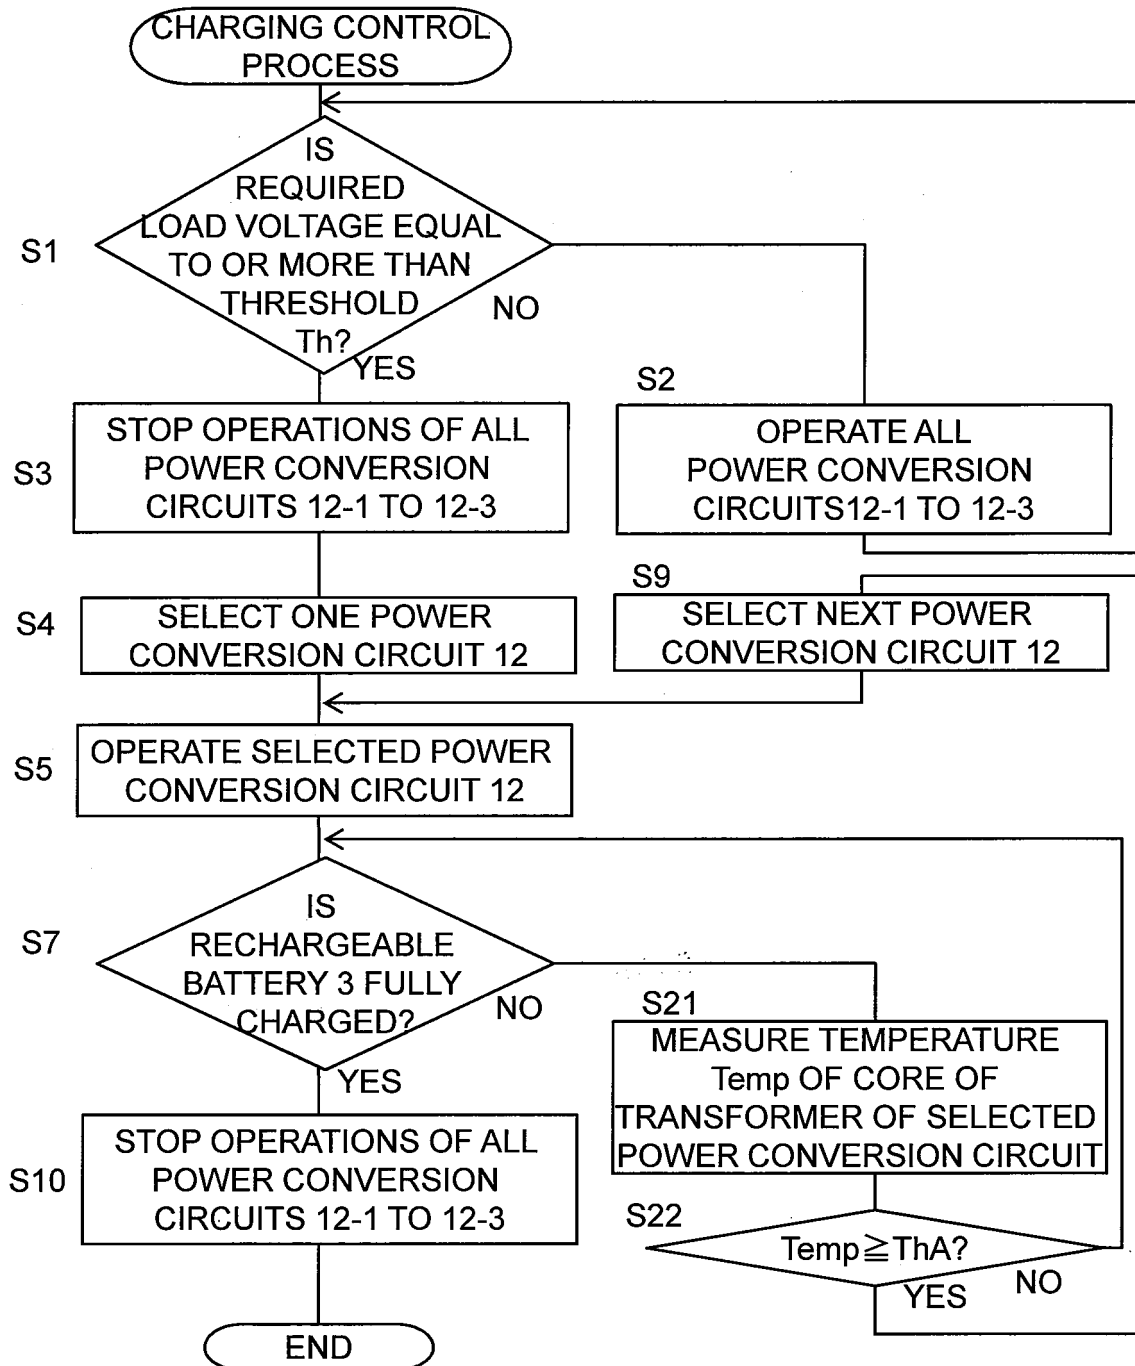 CHARGING CONTROL
PROCESS
S1
IS
REQUIRED
LOAD VOLTAGE EQUAL
TO OR MORE THAN
THRESHOLD
Th?
NO
YES
S3
STOP OPERATIONS OF ALL
POWER CONVERSION
CIRCUITS 12-1 TO 12-3
S2
OPERATE ALL
POWER CONVERSION
CIRCUITS12-1 TO 12-3
S4
SELECT ONE POWER
CONVERSION CIRCUIT 12
S9
SELECT NEXT POWER
CONVERSION CIRCUIT 12
S5
OPERATE SELECTED POWER
CONVERSION CIRCUIT 12
S7
IS
RECHARGEABLE
BATTERY 3 FULLY
CHARGED?
NO
YES
S21
MEASURE TEMPERATURE
Temp OF CORE OF
TRANSFORMER OF SELECTED
POWER CONVERSION CIRCUIT
S10
STOP OPERATIONS OF ALL
POWER CONVERSION
CIRCUITS 12-1 TO 12-3
S22
Temp≧ThA?
NO
YES
END